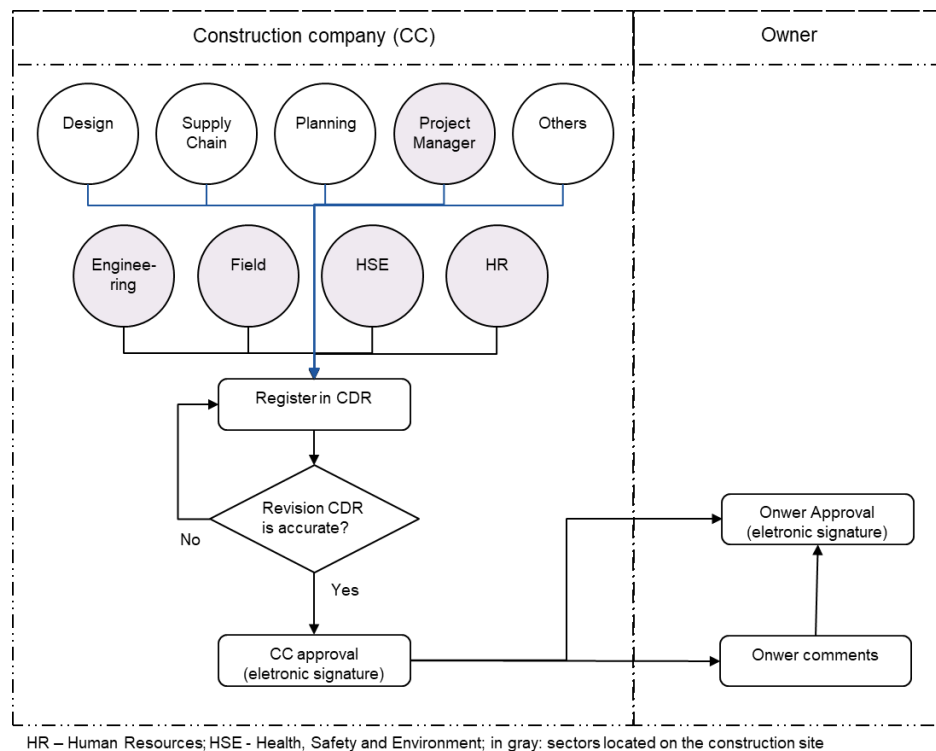 Construction company (CC)
Owner
Design
Supply
Chain
Planning
Project
Manager
Others
Enginee-
ring
Field
HSE
HR
Register in CDR
Revision CDR
is accurate?
No
Yes
CC approval
(eletronic signature)
Onwer Approval
(eletronic signature)
Onwer comments
HR – Human Resources; HSE - Health, Safety and Environment; in gray: sectors located on the construction site